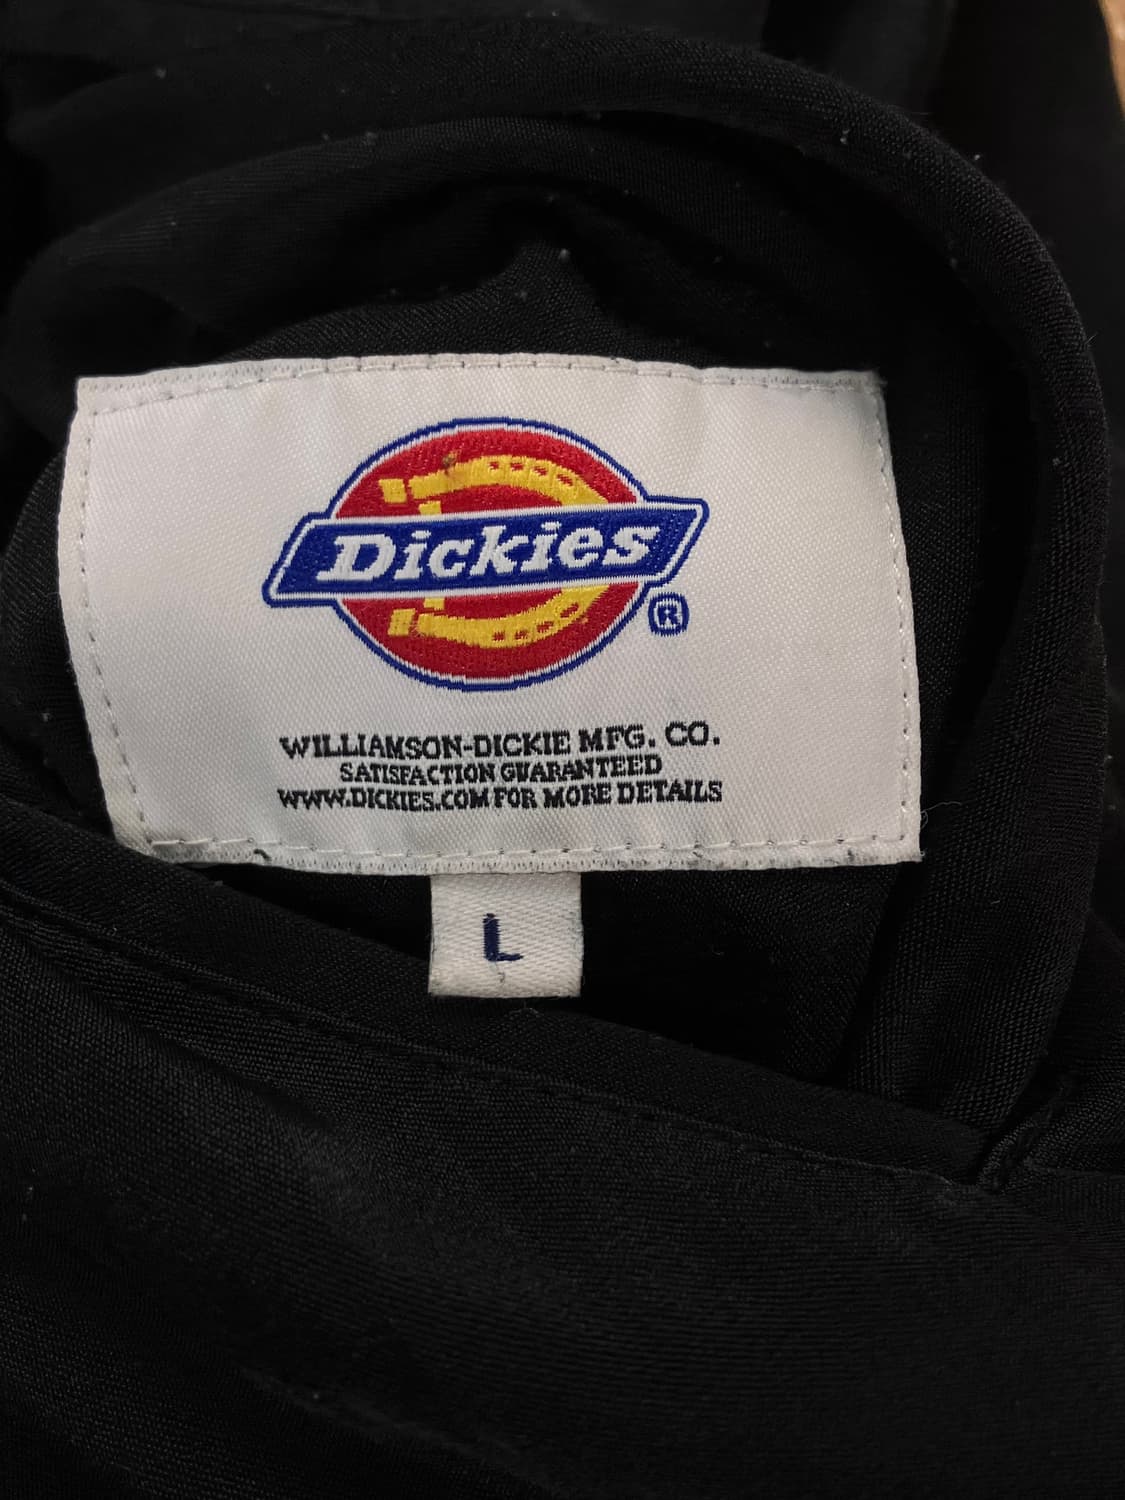 Dickies
®
WILLIAMSON-DICKIE MFG. CO.
SATISFACTION GUARANTEED
WWW.DICKIES.COM FOR MORE DETAILS
L